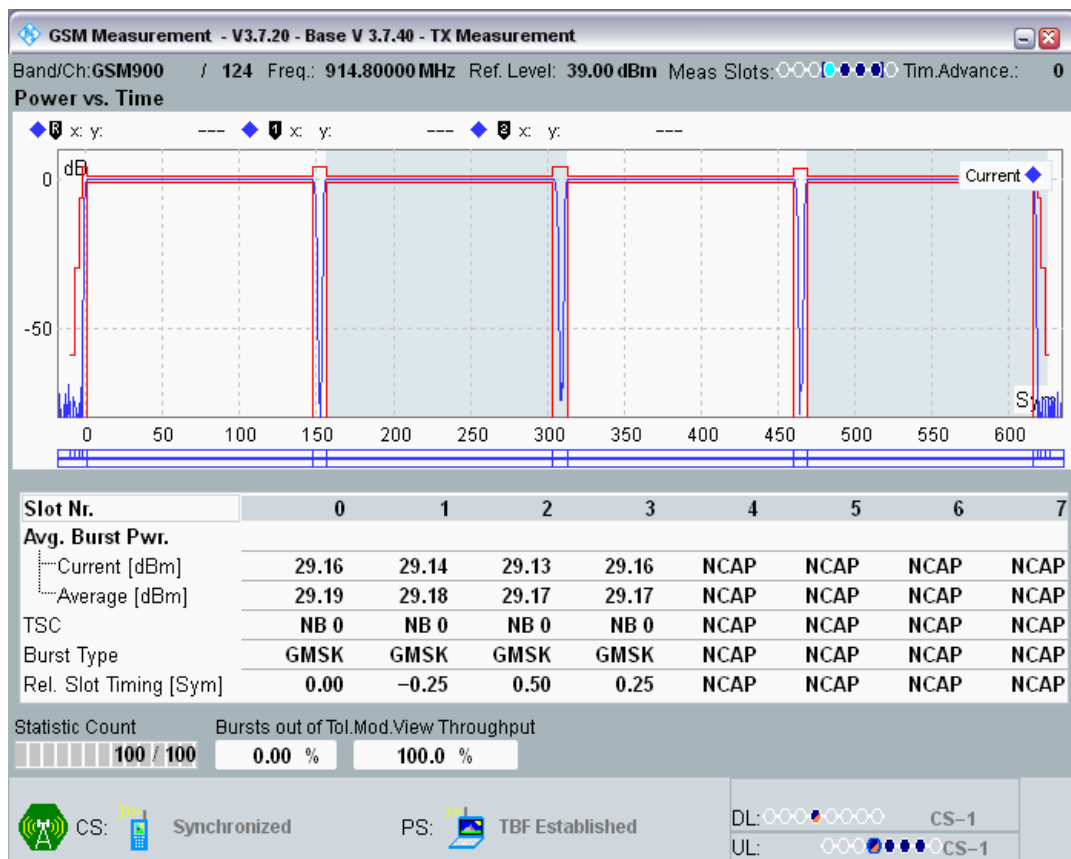 GSM Measurement - V3.7.20 - Base V 3.7.40 - TX Measurement
Band/Ch:GSM900 / 124 Freq.: 914.80000 MHz Ref. Level: 39.00 dBm Meas Slots: Tim.Advance.: 0
Power vs. Time
R x: y: --- 1 x: y: --- 2 x: y: ---
dB
0
Current
-50
Sym
0 50 100 150 200 250 300 350 400 450 500 550 600
Slot Nr. 0 1 2 3 4 5 6 7
Avg. Burst Pwr.
Current [dBm] 29.16 29.14 29.13 29.16 NCAP NCAP NCAP NCAP
Average [dBm] 29.19 29.18 29.17 29.17 NCAP NCAP NCAP NCAP
TSC NB 0 NB 0 NB 0 NB 0 NCAP NCAP NCAP NCAP
Burst Type GMSK GMSK GMSK GMSK NCAP NCAP NCAP NCAP
Rel. Slot Timing [Sym] 0.00 −0.25 0.50 0.25 NCAP NCAP NCAP NCAP
Statistic Count Bursts out of Tol.Mod.View Throughput
100 / 100 0.00 % 100.0 %
CS: Synchronized PS: TBF Established
DL: CS−1
UL: CS−1